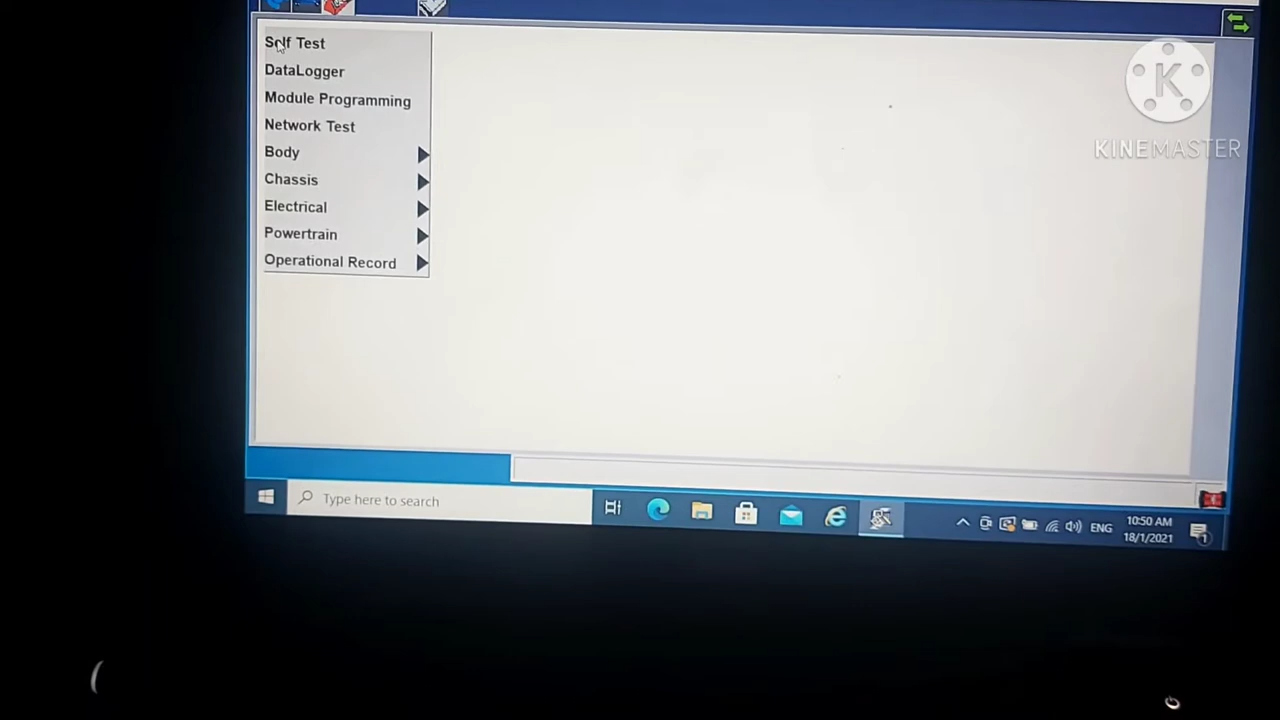 Self Test
DataLogger
Module Programming
Network Test
Body
Chassis
Electrical
Powertrain
Operational Record
KINEMASTER
Type here to search
ENG
10:50 AM
18/1/2021